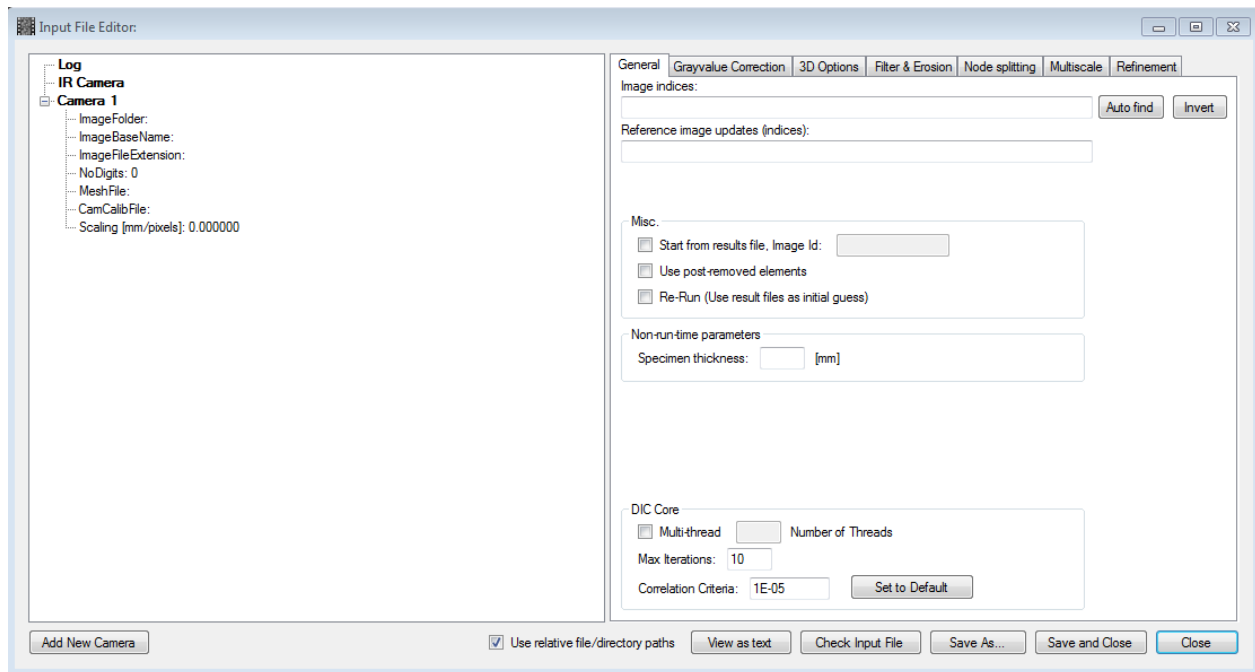 Input File Editor:
Log
IR Camera
Camera 1
ImageFolder:
ImageBaseName:
ImageFileExtension:
NoDigits: 0
MeshFile:
CamCalibFile:
Scaling [mm/pixels]: 0.000000
General Grayvalue Correction 3D Options Filter & Erosion Node splitting Multiscale Refinement
Image indices:
Auto find Invert
Reference image updates (indices):
Misc.
Start from results file, Image Id:
Use post-removed elements
Re-Run (Use result files as initial guess)
Non-run-time parameters
Specimen thickness: [mm]
DIC Core
Multi-thread Number of Threads
Max Iterations: 10
Correlation Criteria: 1E-05 Set to Default
Add New Camera Use relative file/directory paths View as text Check Input File Save As... Save and Close Close